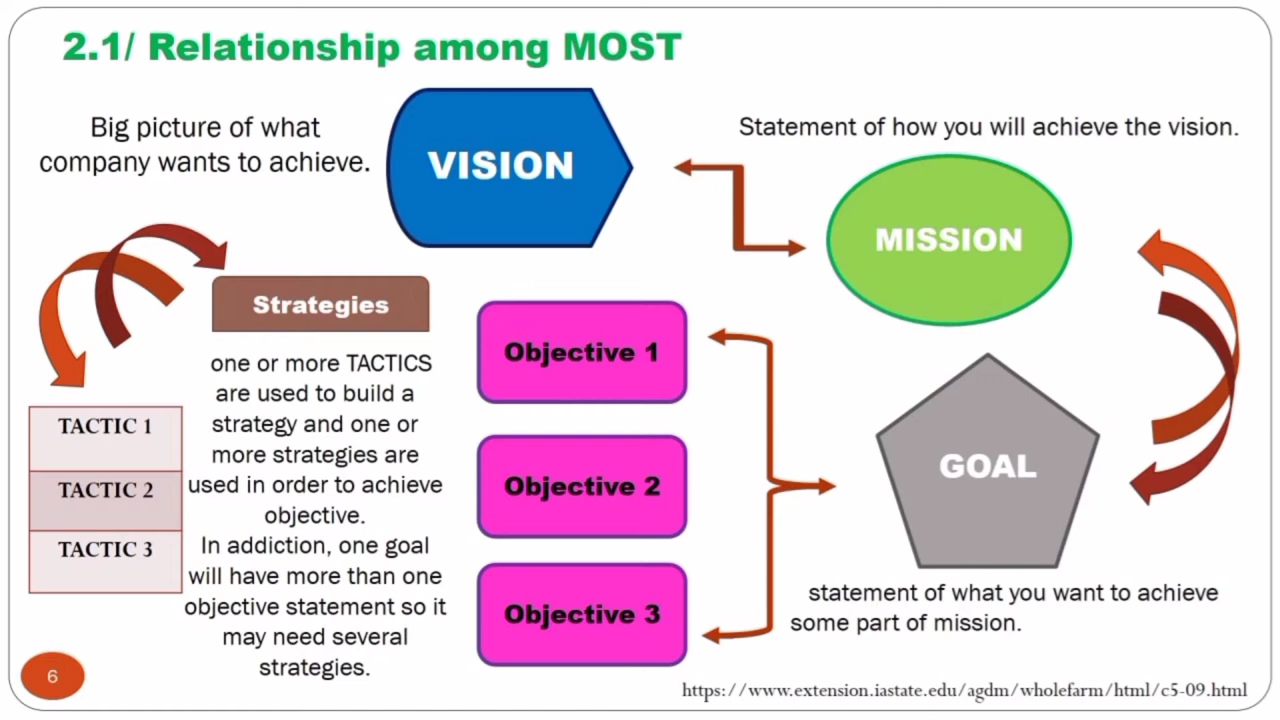 2.1/ Relationship among MOST
Big picture of what
company wants to achieve.
VISION
Statement of how you will achieve the vision.
MISSION
Strategies
one or more TACTICS
are used to build a
strategy and one or
more strategies are
used in order to achieve
objective.
In addiction, one goal
will have more than one
objective statement so it
may need several
strategies.
TACTIC 1
TACTIC 2
TACTIC 3
Objective 1
Objective 2
Objective 3
GOAL
statement of what you want to achieve
some part of mission.
6
https://www.extension.iastate.edu/agdm/wholefarm/html/c5-09.html